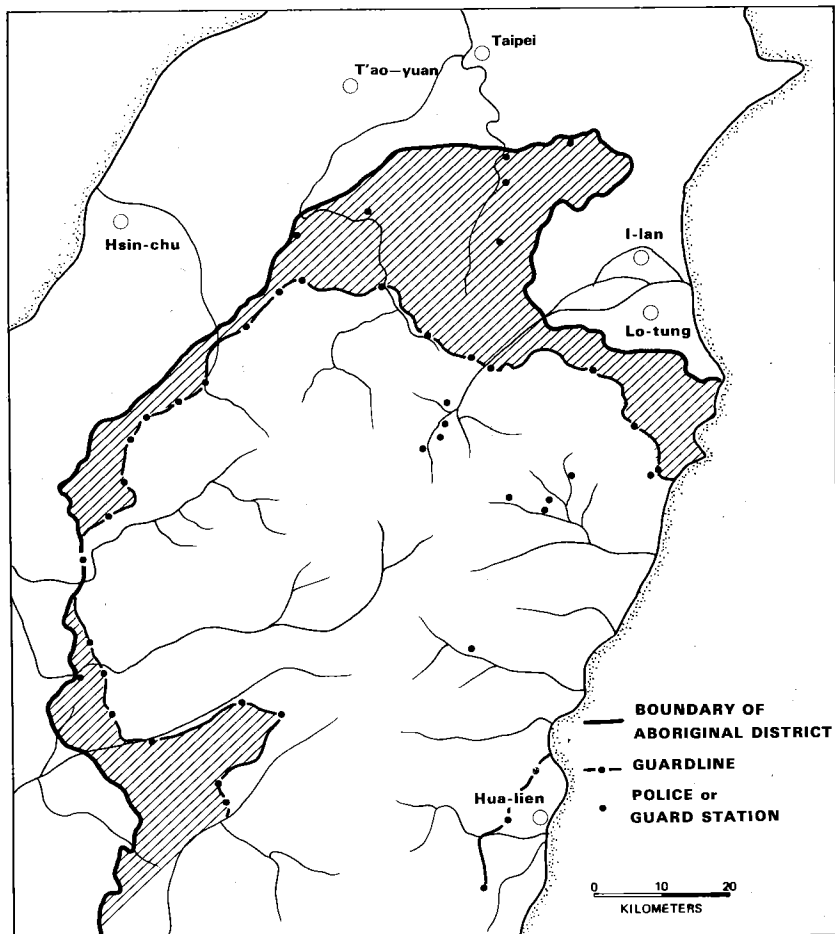 Taipei
T'ao—yuan
Hsin-chu
I-lan
Lo-tung
BOUNDARY OF
ABORIGINAL DISTRICT
GUARDLINE
POLICE or
GUARD STATION
Hua-lien
0 10 20
KILOMETERS